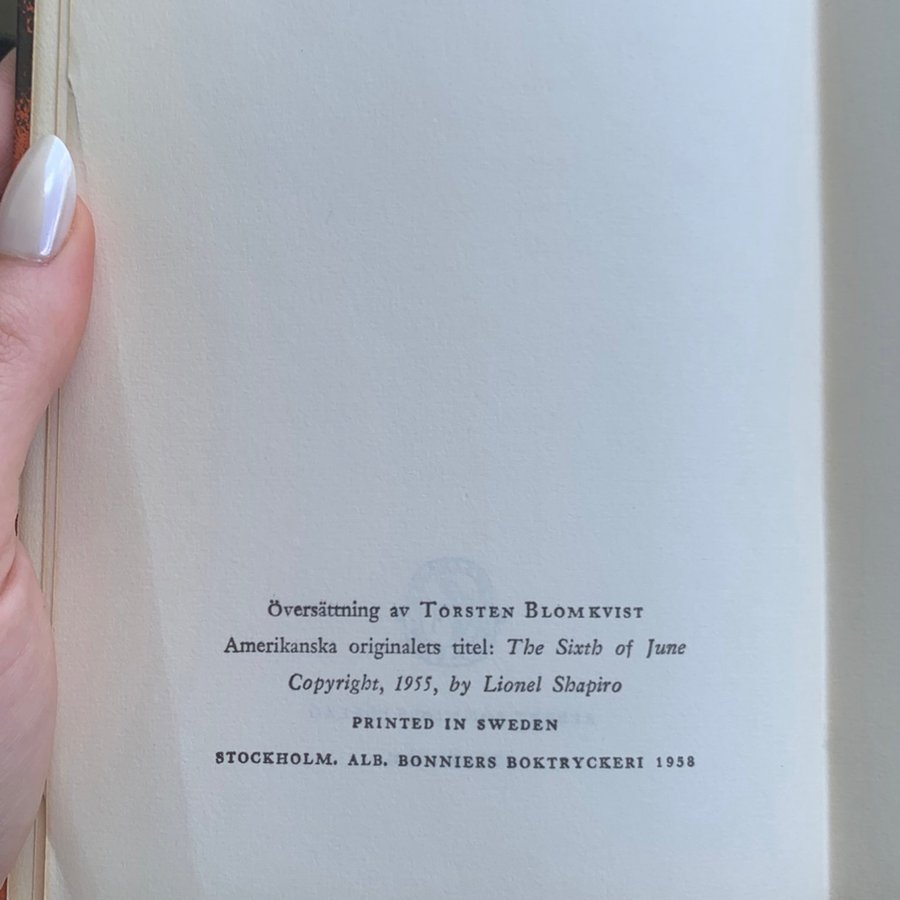 Översättning av TORSTEN BLOMKVIST
Amerikanska originalets titel: The Sixth of June
Copyright, 1955, by Lionel Shapiro
PRINTED IN SWEDEN
STOCKHOLM. ALB. BONNIERS BOKTRYCKERI 1958